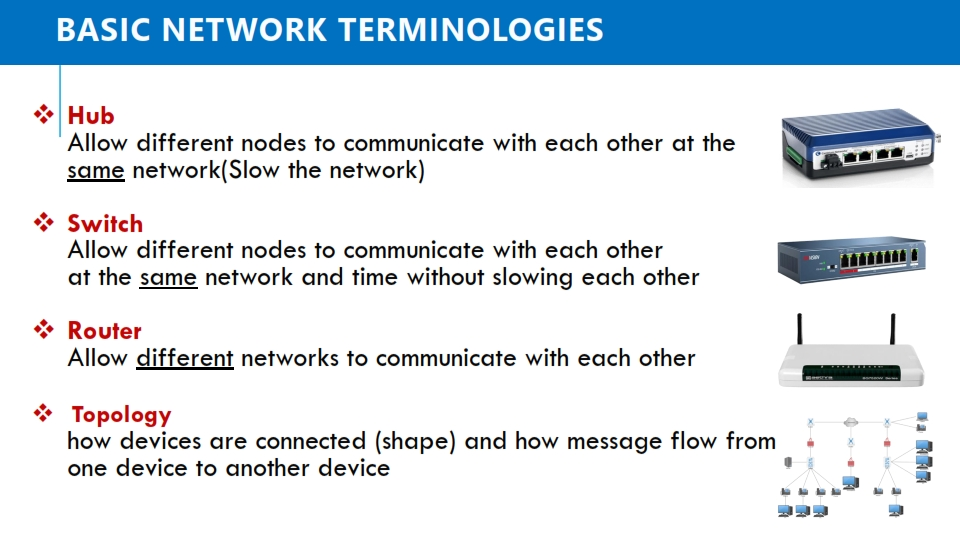 BASIC NETWORK TERMINOLOGIES
Hub
Allow different nodes to communicate with each other at the
same network(Slow the network)
Switch
Allow different nodes to communicate with each other
at the same network and time without slowing each other
Router
Allow different networks to communicate with each other
Topology
how devices are connected (shape) and how message flow from
one device to another device